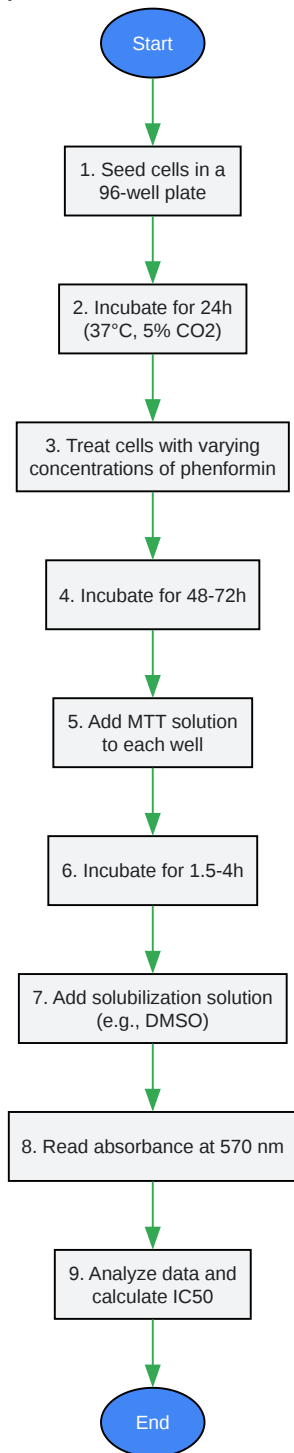 Start
1. Seed cells in a
96-well plate
2. Incubate for 24h
(37°C, 5% CO2)
3. Treat cells with varying
concentrations of phenformin
4. Incubate for 48-72h
5. Add MTT solution
to each well
6. Incubate for 1.5-4h
7. Add solubilization solution
(e.g., DMSO)
8. Read absorbance at 570 nm
9. Analyze data and
calculate IC50
End